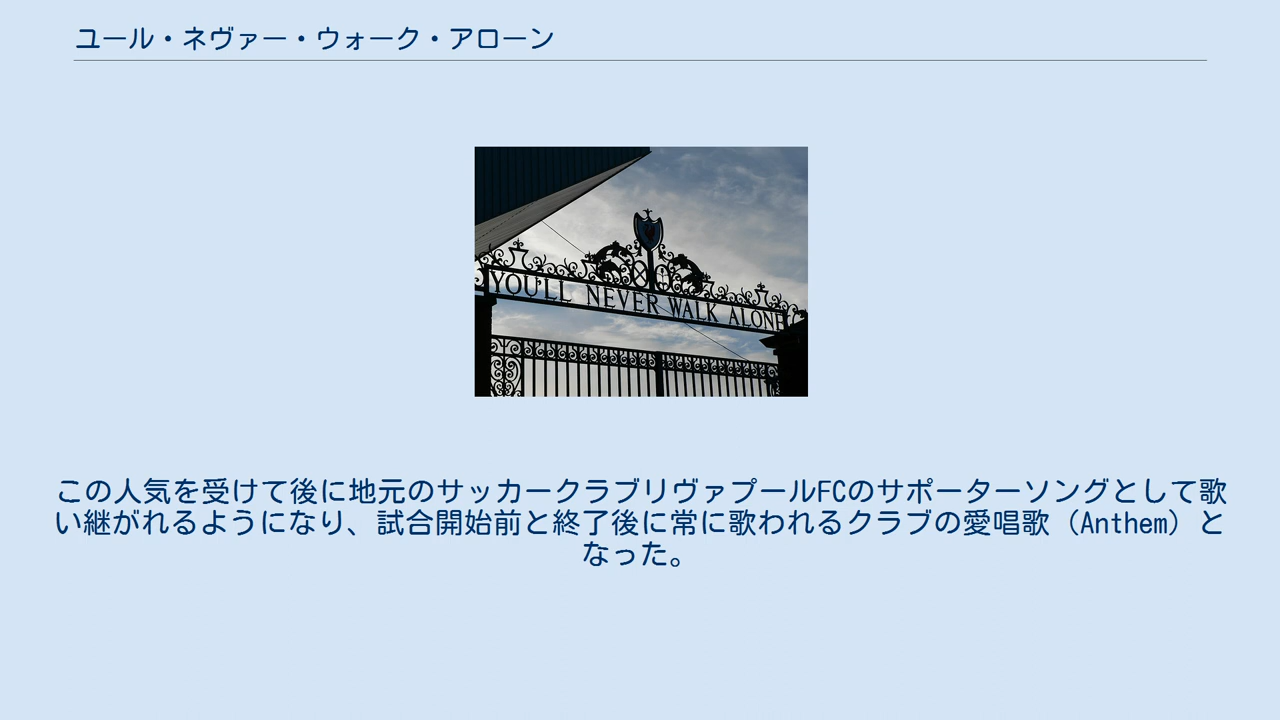 ユール・ネヴァー・ウォーク・アローン
YOU'LL NEVER WALK ALONE
この人気を受けて後に地元のサッカークラブリヴァプールFCのサポーターソングとして歌
い継がれるようになり、試合開始前と終了後に常に歌われるクラブの愛唱歌（Anthem）と
なった。